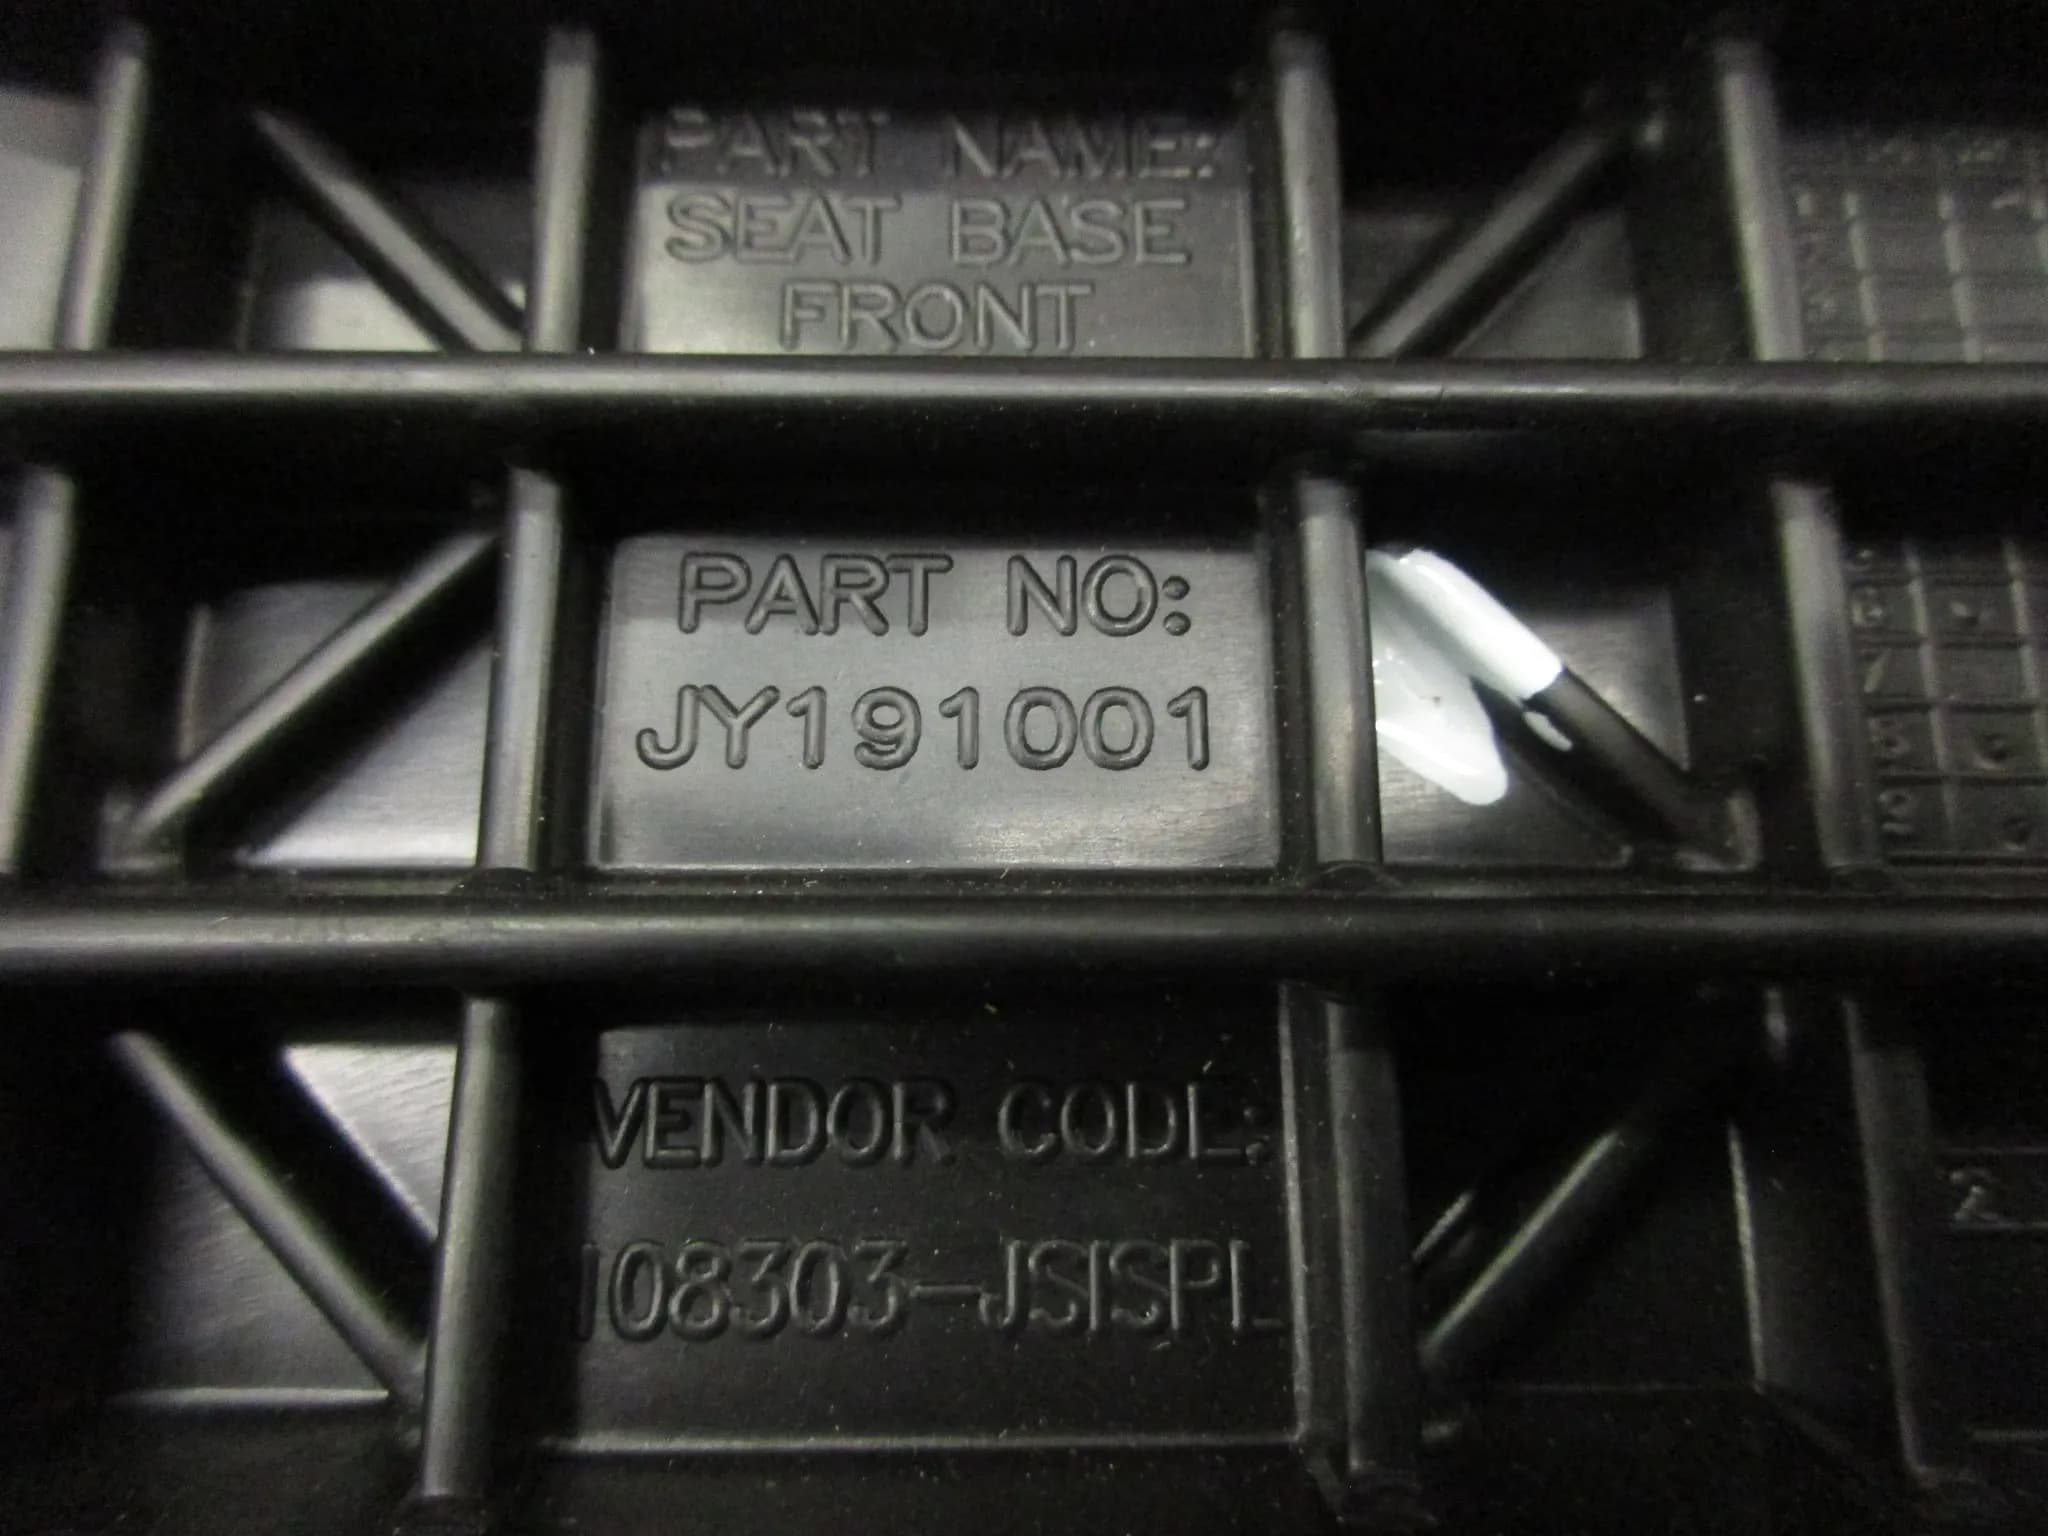 PART NAME:
SEAT BASE
FRONT
PART NO:
JY191001
VENDOR CODE:
108303-JSISPL